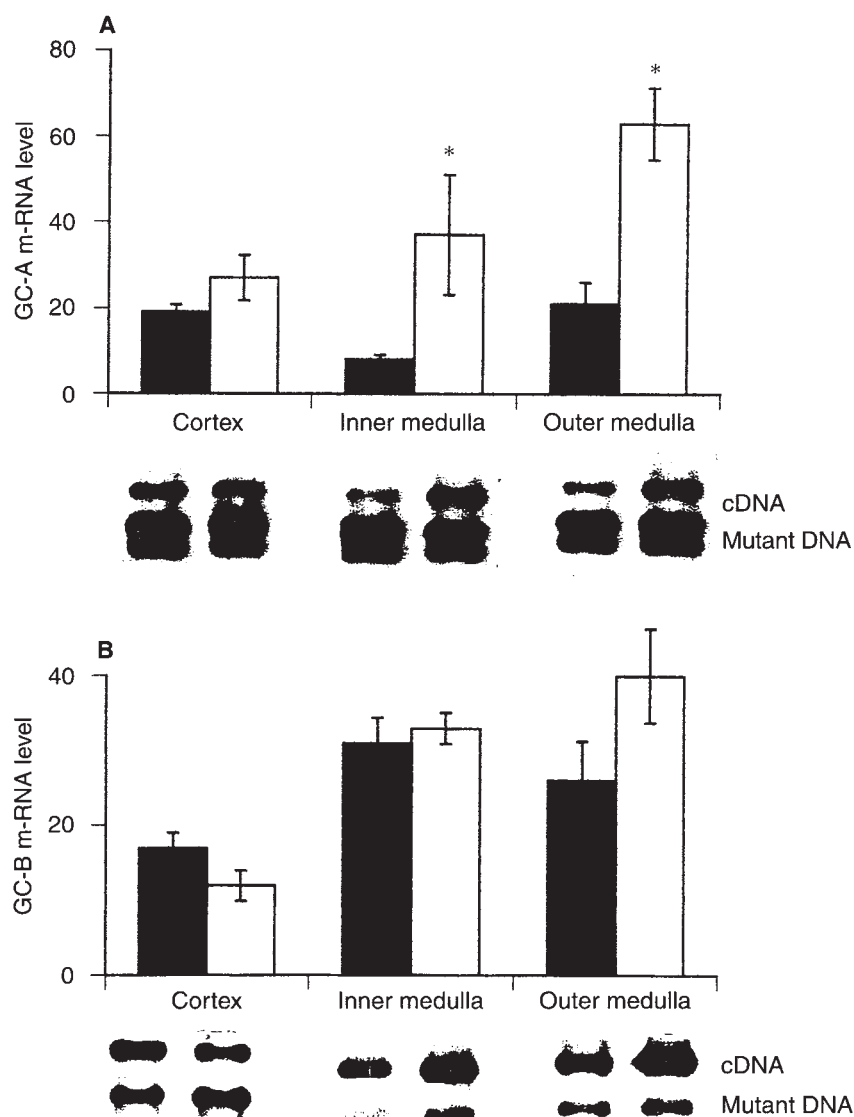 A
80
60
40
20
0
GC-A m-RNA level
*
*
Cortex Inner medulla Outer medulla
cDNA
Mutant DNA
B
40
20
0
GC-B m-RNA level
Cortex Inner medulla Outer medulla
cDNA
Mutant DNA